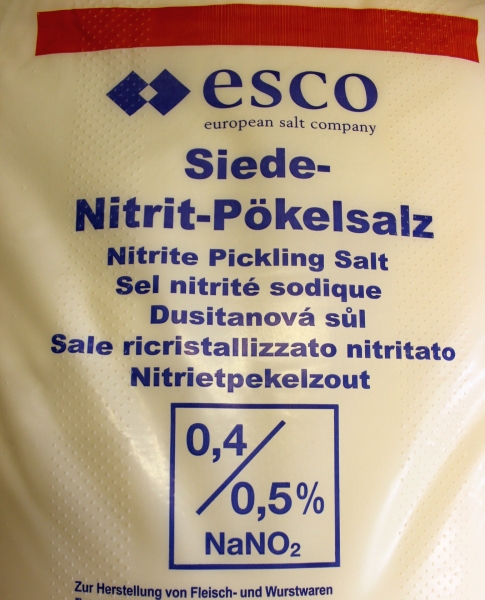 esco
european salt company
Siede-
Nitrit-Pökelsalz
Nitrite Pickling Salt
Sel nitrité sodique
Dusitanová sůl
Sale ricristallizzato nitritato
Nitrietpekelzout
0,4/
0,5%
NaNO₂
Zur Herstellung von Fleisch- und Wurstwaren